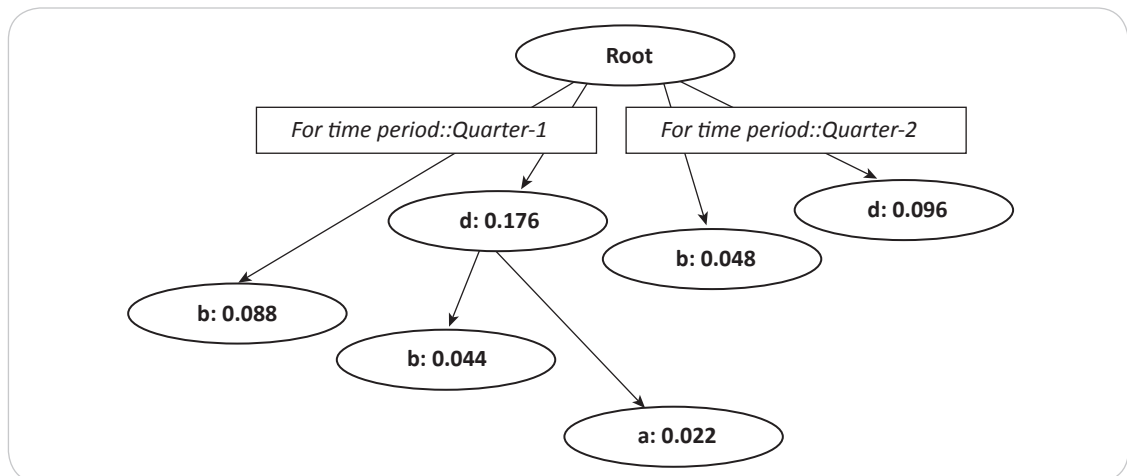 Root
For time period::Quarter-1
For time period::Quarter-2
d: 0.176
d: 0.096
b: 0.048
b: 0.088
b: 0.044
a: 0.022